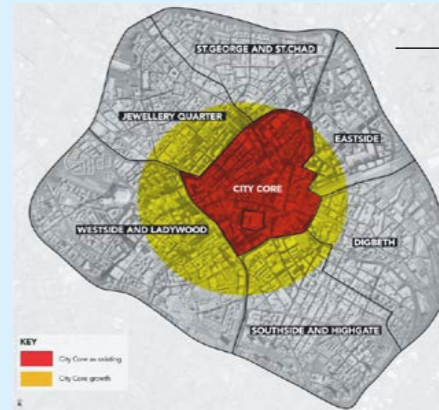 ST.GEORGE AND ST.CHAD
JEWELLERY QUARTER
EASTSIDE
CITY CORE
WESTSIDE AND LADYWOOD
DIGBETH
SOUTHSIDE AND HIGHGATE
KEY
City Core as existing
City Core growth